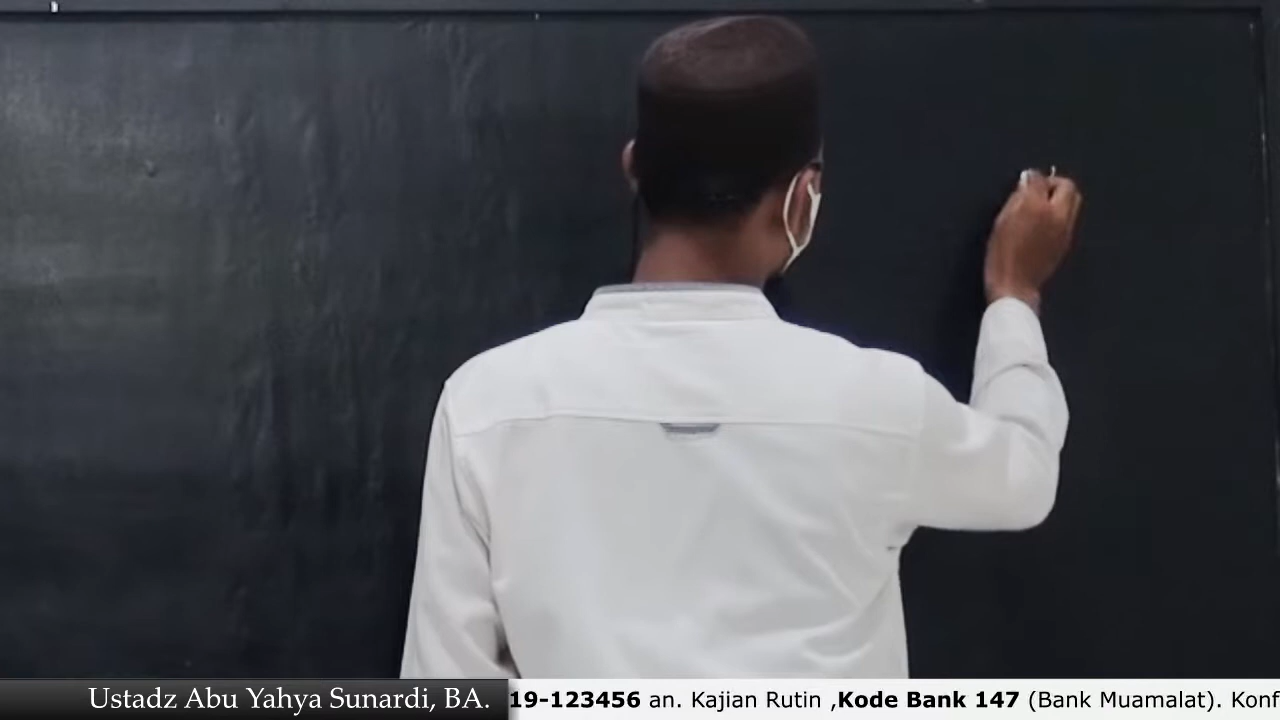 Ustadz Abu Yahya Sunardi, BA.
19-123456 an. Kajian Rutin ,Kode Bank 147 (Bank Muamalat). Konf